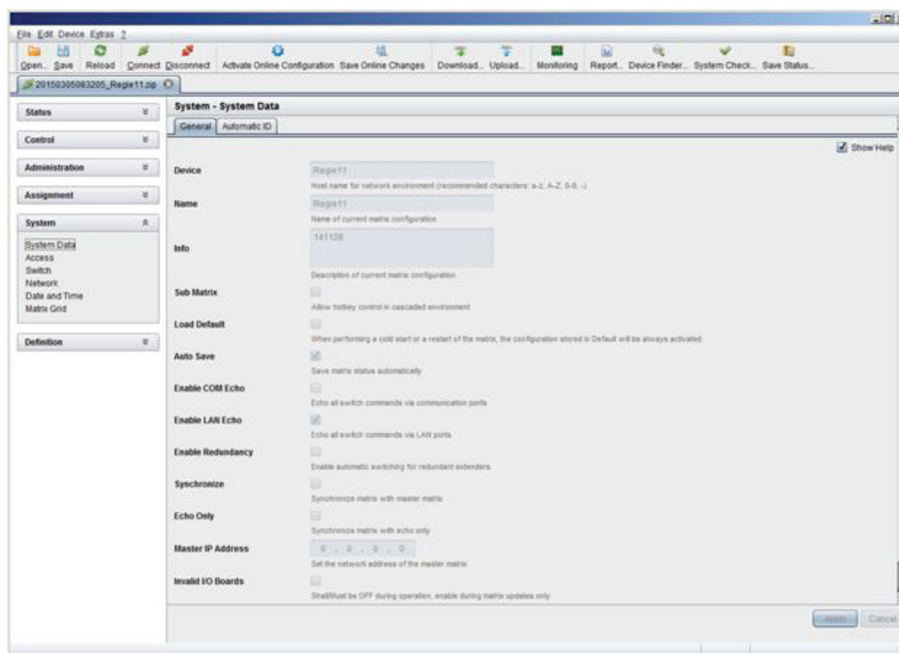 File Edit Device Extras ?
Open... Save Reload Connect Disconnect Activate Online Configuration Save Online Changes Download... Upload... Monitoring Report... Device Finder... System Check... Save Status...
20150305083205_Regie11.zip
Status
Control
Administration
Assignment
System
System Data
Access
Switch
Network
Date and Time
Matrix Grid
Definition
System - System Data
General Automatic ID
Show Help
Device Regie11
Host name for network environment (recommended characters: a-z, A-Z, 0-9, -)
Name Regie11
Name of current matrix configuration
Info 141128
Description of current matrix configuration
Sub Matrix
Allow hotkey control in cascaded environment
Load Default
When performing a cold start or a restart of the matrix, the configuration stored in Default will be always activated
Auto Save
Save matrix status automatically
Enable COM Echo
Echo all switch commands via communication ports
Enable LAN Echo
Echo all switch commands via LAN ports
Enable Redundancy
Enable automatic switching for redundant extenders
Synchronize
Synchronize matrix with master matrix
Echo Only
Synchronize matrix with echo only
Master IP Address 0 . 0 . 0 . 0
Set the network address of the master matrix
Invalid I/O Boards
Shall/Must be OFF during operation, enable during matrix updates only
Apply Cancel